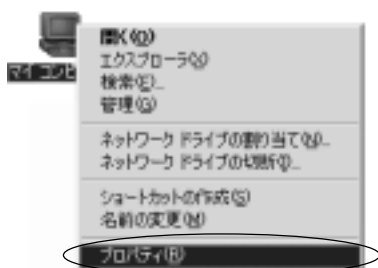 開く(O)
エクスプローラ(X)
検索(E)...
管理(G)
マイ コンピ
ネットワーク ドライブの割り当て(N)...
ネットワーク ドライブの切断(I)...
ショートカットの作成(S)
名前の変更(M)
プロパティ(R)